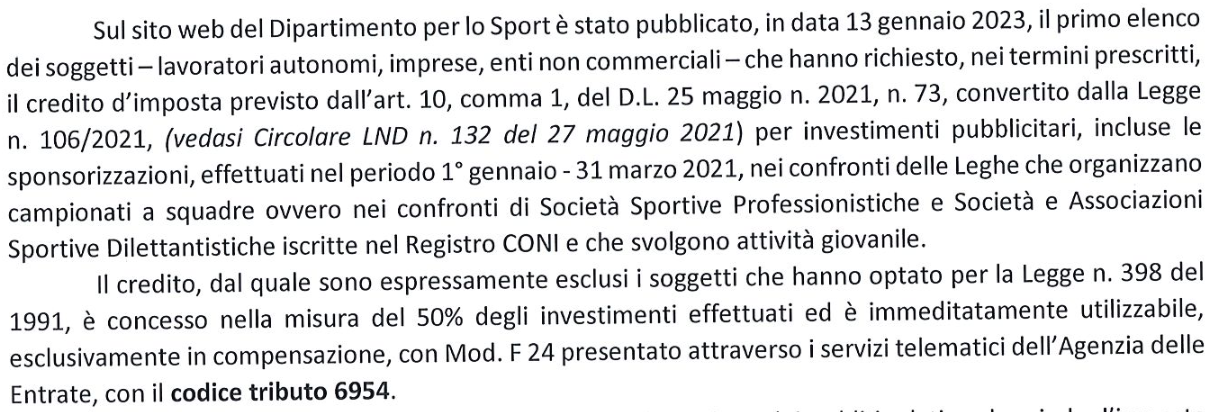 Sul sito web del Dipartimento per lo Sport è stato pubblicato, in data 13 gennaio 2023, il primo elenco
dei soggetti – lavoratori autonomi, imprese, enti non commerciali – che hanno richiesto, nei termini prescritti,
il credito d'imposta previsto dall'art. 10, comma 1, del D.L. 25 maggio n. 2021, n. 73, convertito dalla Legge
n. 106/2021, (vedasi Circolare LND n. 132 del 27 maggio 2021) per investimenti pubblicitari, incluse le
sponsorizzazioni, effettuati nel periodo 1° gennaio - 31 marzo 2021, nei confronti delle Leghe che organizzano
campionati a squadre ovvero nei confronti di Società Sportive Professionistiche e Società e Associazioni
Sportive Dilettantistiche iscritte nel Registro CONI e che svolgono attività giovanile.
Il credito, dal quale sono espressamente esclusi i soggetti che hanno optato per la Legge n. 398 del
1991, è concesso nella misura del 50% degli investimenti effettuati ed è immeditatamente utilizzabile,
esclusivamente in compensazione, con Mod. F 24 presentato attraverso i servizi telematici dell'Agenzia delle
Entrate, con il codice tributo 6954.